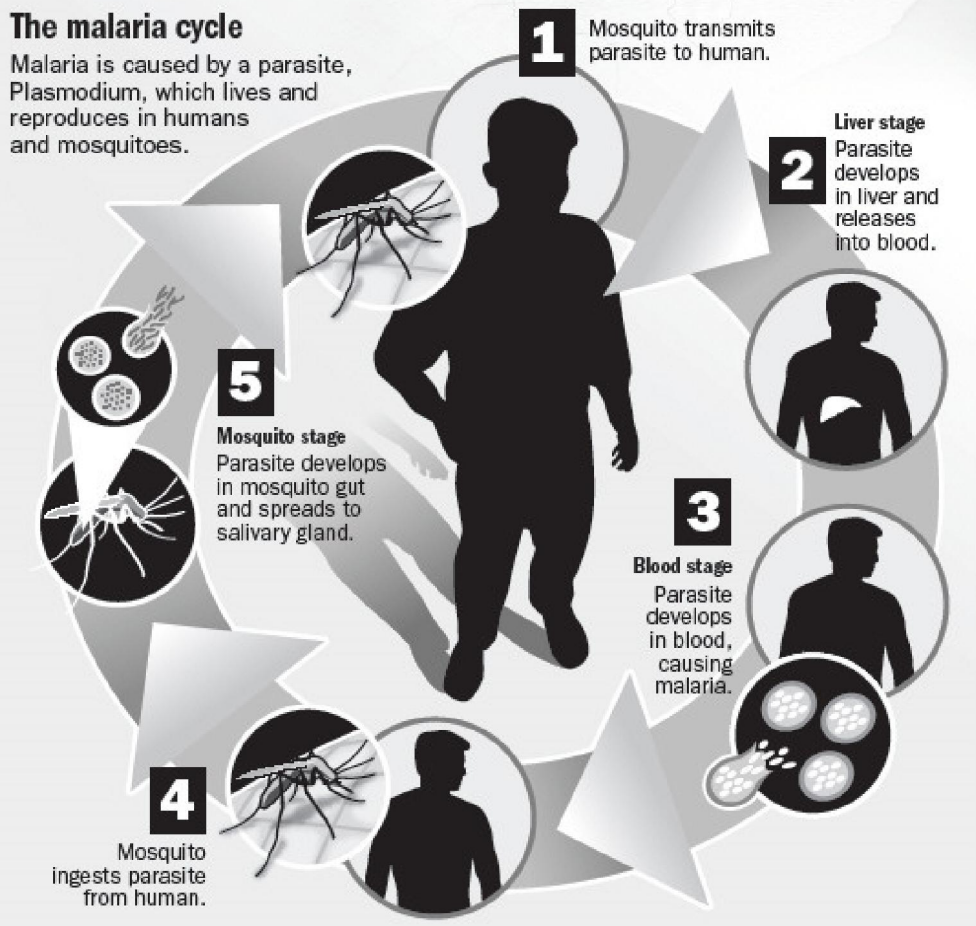 The malaria cycle
Malaria is caused by a parasite,
Plasmodium, which lives and
reproduces in humans
and mosquitoes.
1
Mosquito transmits
parasite to human.
2
Liver stage
Parasite
develops
in liver and
releases
into blood.
3
Blood stage
Parasite
develops
in blood,
causing
malaria.
4
Mosquito
ingests parasite
from human.
5
Mosquito stage
Parasite develops
in mosquito gut
and spreads to
salivary gland.